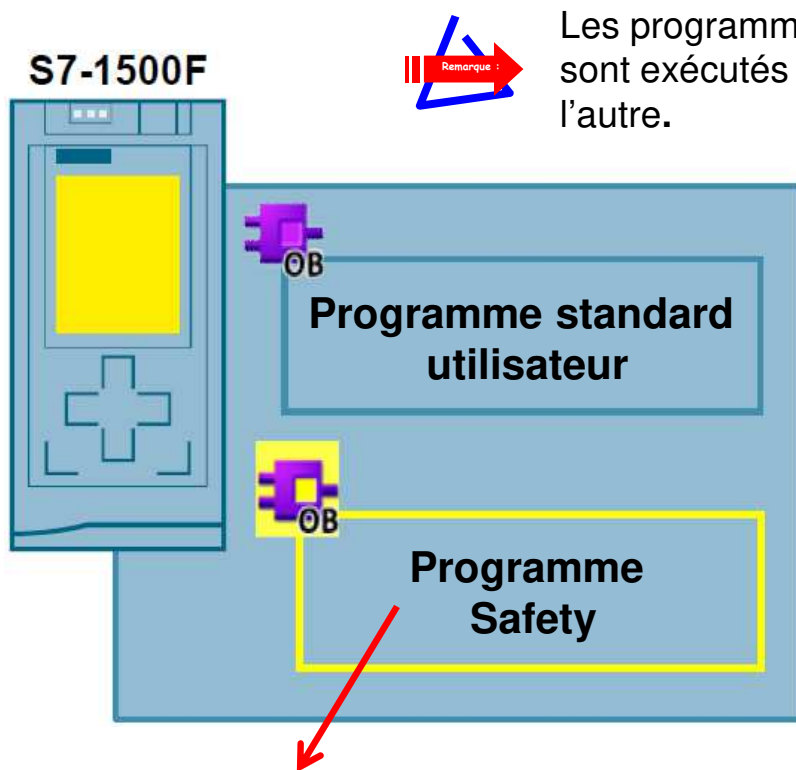 S7-1500F
Remarque :
Les programm
sont exécutés
l'autre.
OB
Programme standard
utilisateur
OB
Programme
Safety